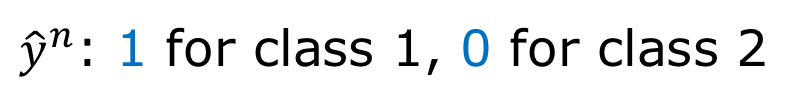 ŷⁿ: 1 for class 1, 0 for class 2